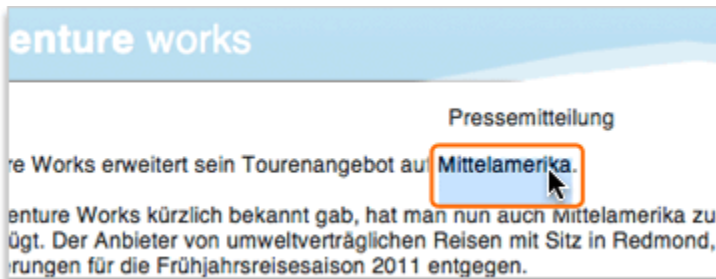 enture works
Pressemitteilung
re Works erweitert sein Tourenangebot auf Mittelamerika.
enture Works kürzlich bekannt gab, hat man nun auch Mittelamerika zu
ügt. Der Anbieter von umweltverträglichen Reisen mit Sitz in Redmond,
rungen für die Frühjahrsreisesaison 2011 entgegen.